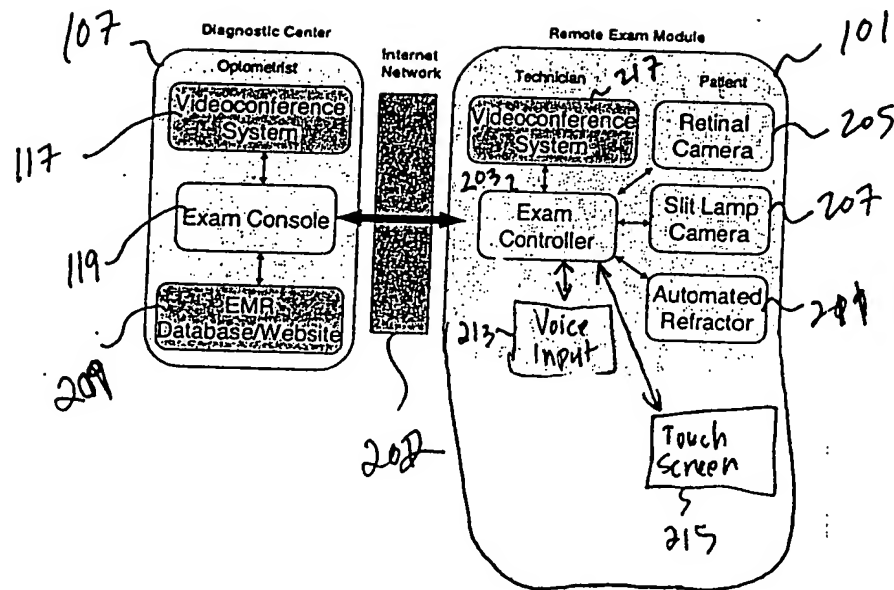 107
Diagnostic Center
Optometrist
Videoconference
System
117
Exam Console
119
EMR
Database/Website
209
Internet
Network
Remote Exam Module
101
Technician
217
Videoconference
System
203
Exam
Controller
Patient
Retinal
Camera
205
Slit Lamp
Camera
207
Automated
Refractor
213
Voice
Input
Touch
Screen
215